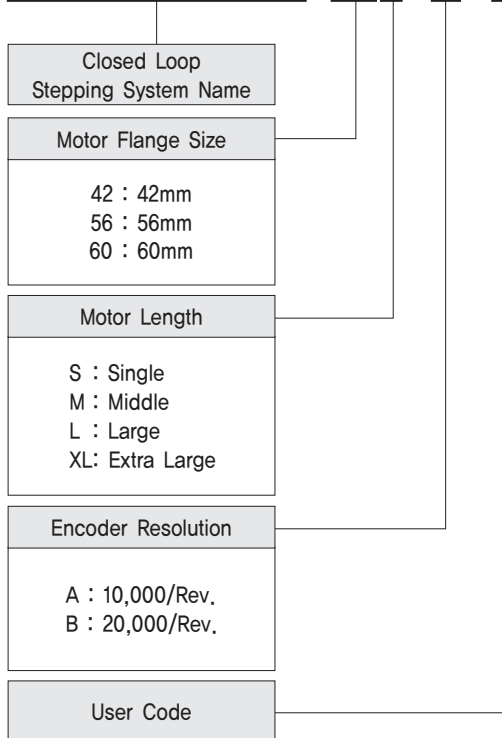 Closed Loop
Stepping System Name
Motor Flange Size
42 : 42mm
56 : 56mm
60 : 60mm
Motor Length
S : Single
M : Middle
L : Large
XL: Extra Large
Encoder Resolution
A : 10,000/Rev.
B : 20,000/Rev.
User Code